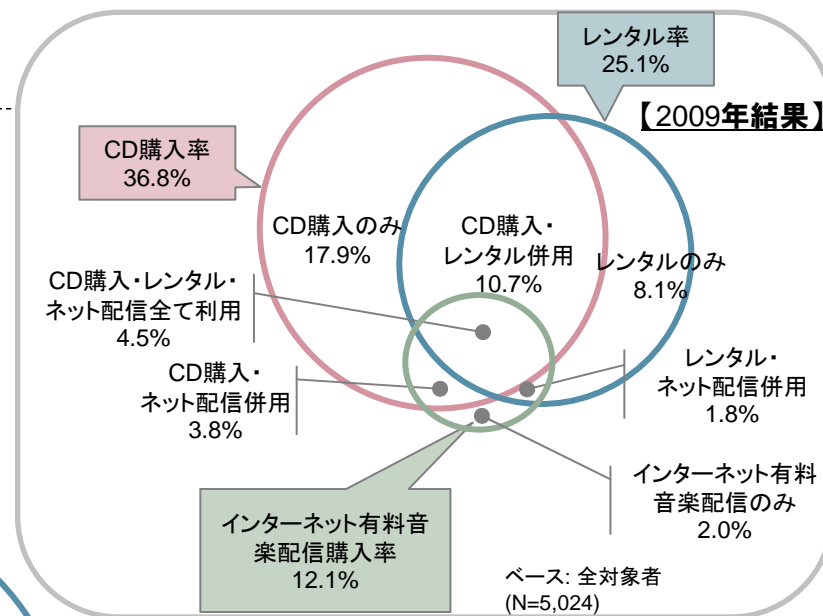 レンタル率
25.1%
【2009年結果】
CD購入率
36.8%
CD購入のみ
17.9%
CD購入・
レンタル併用
10.7%
レンタルのみ
8.1%
CD購入・レンタル・
ネット配信全て利用
4.5%
CD購入・
ネット配信併用
3.8%
レンタル・
ネット配信併用
1.8%
インターネット有料
音楽配信のみ
2.0%
インターネット有料音
楽配信購入率
12.1%
ベース: 全対象者
(N=5,024)